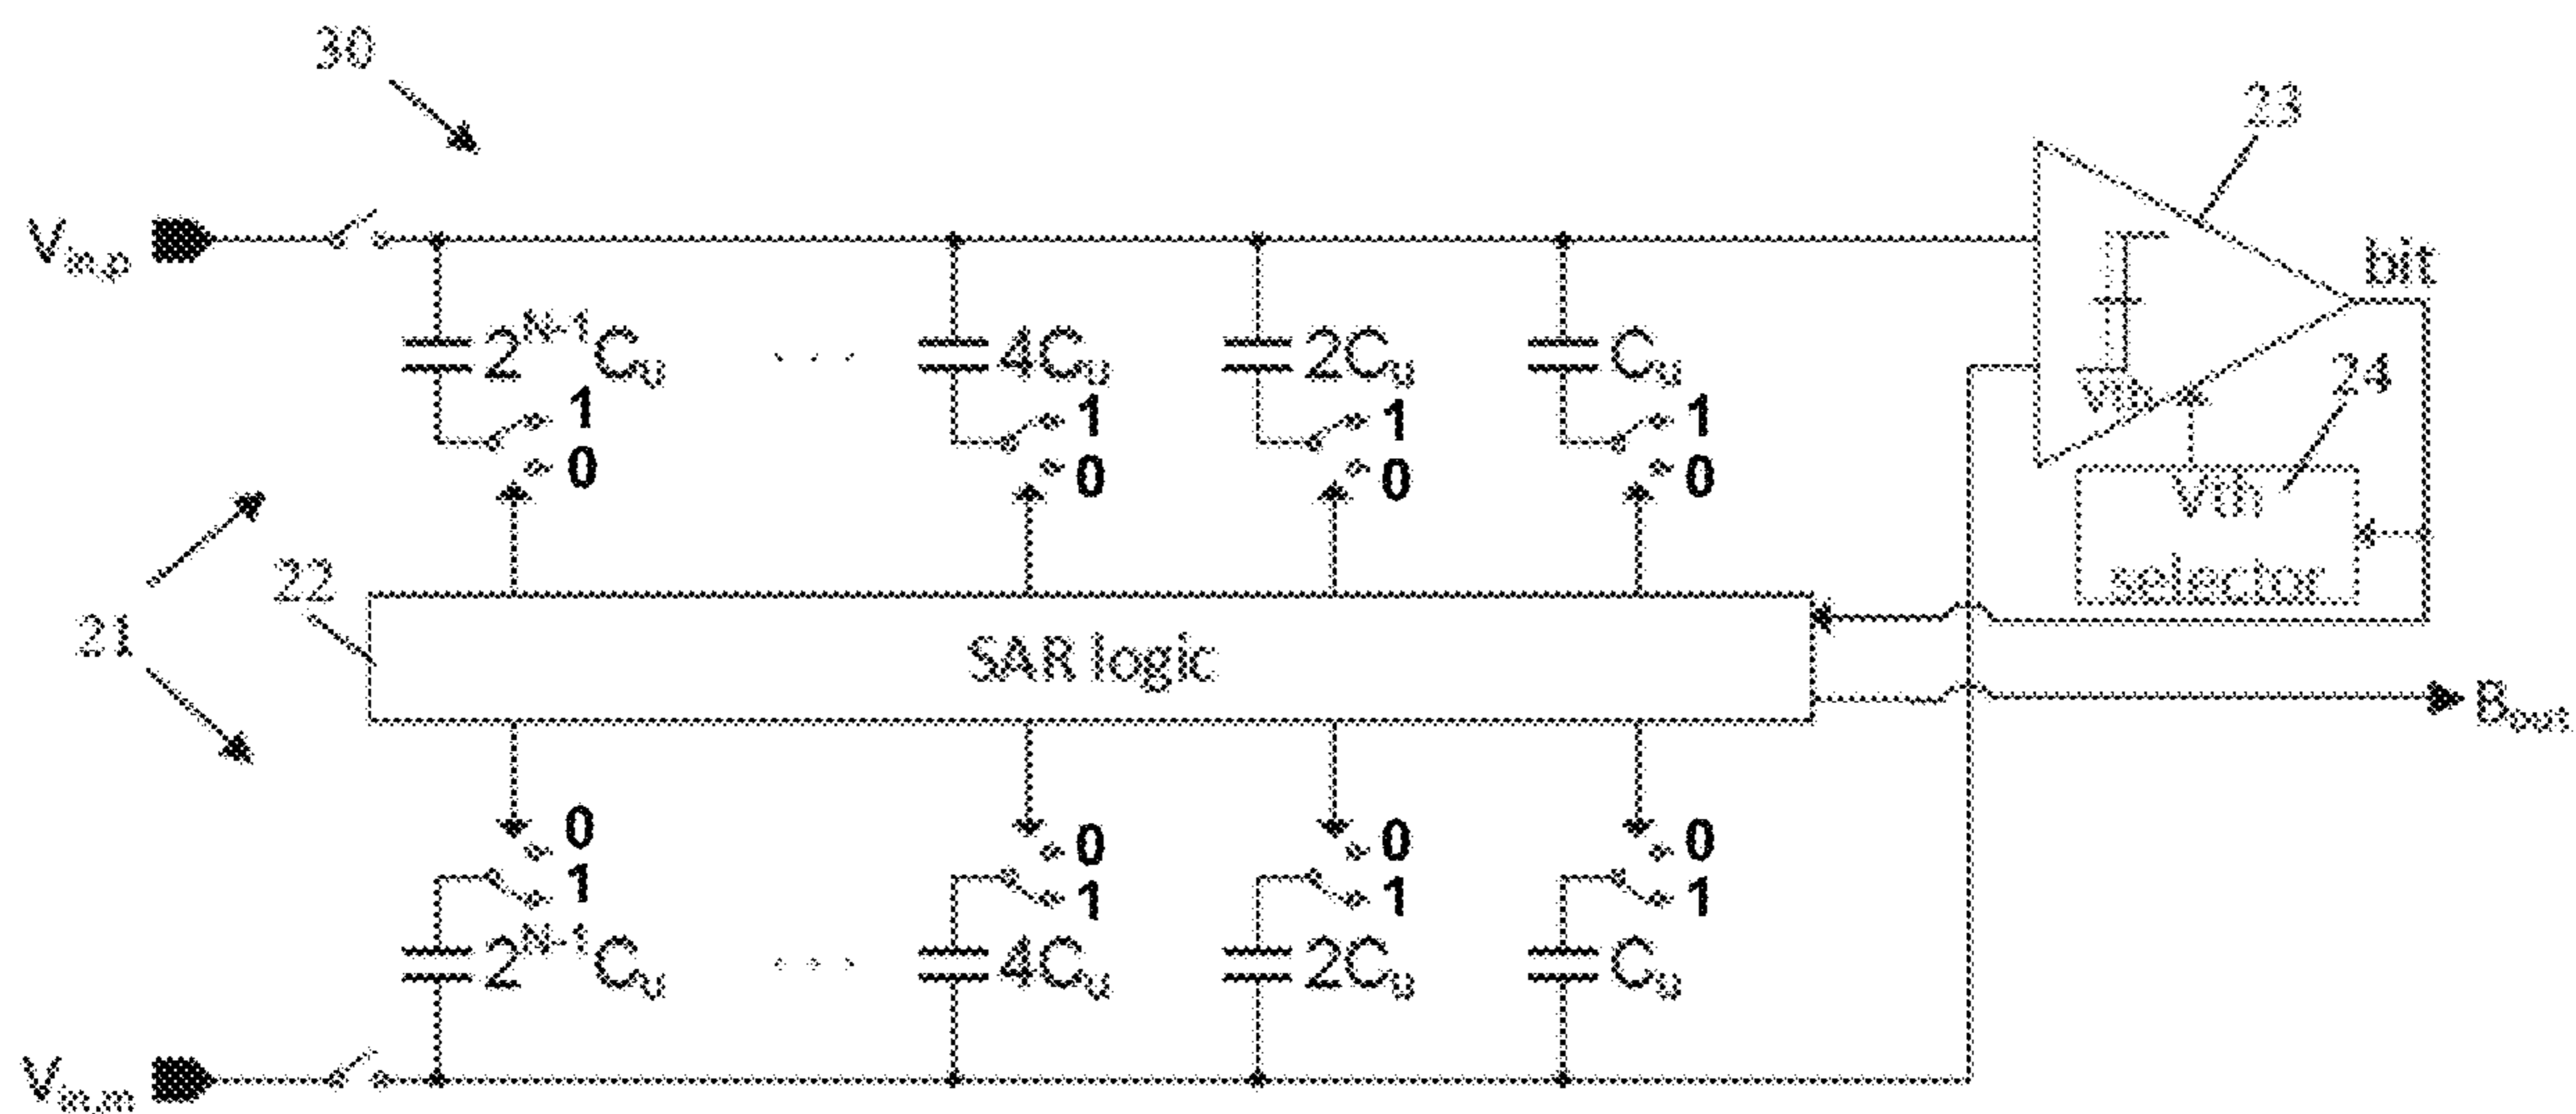 30
23
V_in,p
bit
2^N-1 C_u ... 4C_u 2C_u C_u
Vth
24
1 1 1 1
0 0 0 0
Vth
selector
22
21
SAR logic
B_out
0 0 0 0
1 1 1 1
2^N-1 C_u ... 4C_u 2C_u C_u
V_in,m